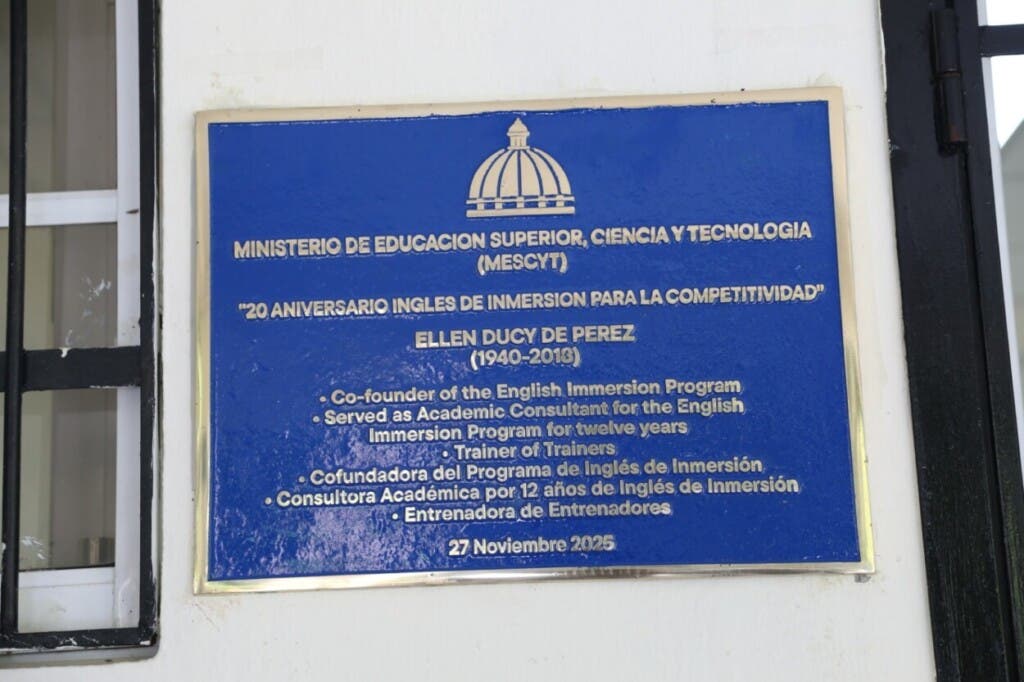 MINISTERIO DE EDUCACION SUPERIOR, CIENCIA Y TECNOLOGIA
(MESCYT)
"20 ANIVERSARIO INGLES DE INMERSION PARA LA COMPETITIVIDAD"
ELLEN DUCY DE PEREZ
(1940-2018)
• Co-founder of the English Immersion Program
• Served as Academic Consultant for the English
Immersion Program for twelve years
• Trainer of Trainers
• Cofundadora del Programa de Inglés de Inmersión
• Consultora Académica por 12 años de Inglés de Inmersión
• Entrenadora de Entrenadores
27 Noviembre 2025